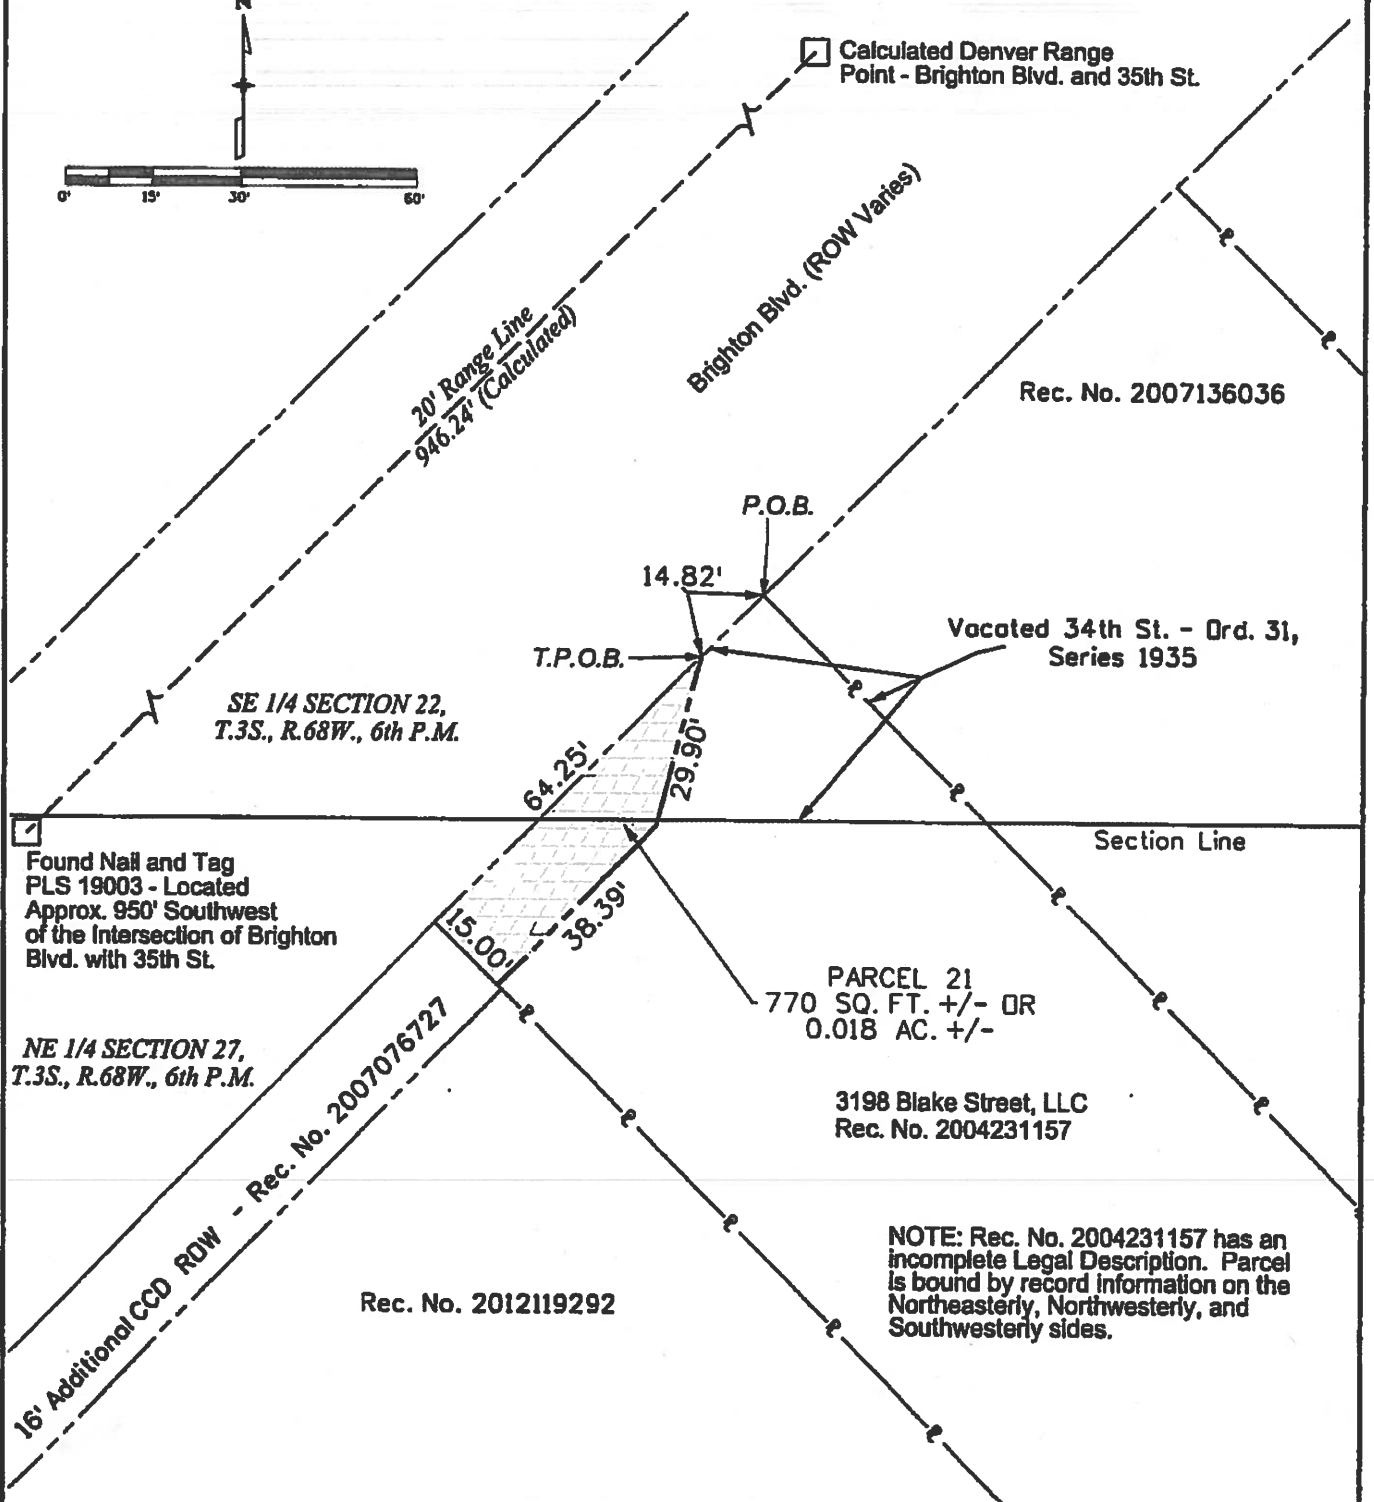 N
0' 15' 30' 60'
Calculated Denver Range
Point - Brighton Blvd. and 35th St.
Brighton Blvd. (ROW Varies)
20' Range Line
946.24' (Calculated)
Rec. No. 2007136036
P.O.B.
14.82'
T.P.O.B.
Vacated 34th St. - Ord. 31,
Series 1935
SE 1/4 SECTION 22,
T.3S., R.68W., 6th P.M.
64.25'
29.90'
Section Line
Found Nail and Tag
PLS 19003 - Located
Approx. 950' Southwest
of the Intersection of Brighton
Blvd. with 35th St.
15.00'
38.39'
PARCEL 21
770 SQ. FT. +/- OR
0.018 AC. +/-
NE 1/4 SECTION 27,
T.3S., R.68W., 6th P.M.
16' Additional CCD ROW - Rec. No. 2007076727
3198 Blake Street, LLC
Rec. No. 2004231157
Rec. No. 2012119292
NOTE: Rec. No. 2004231157 has an
incomplete Legal Description. Parcel
is bound by record information on the
Northeasterly, Northwesterly, and
Southwesterly sides.